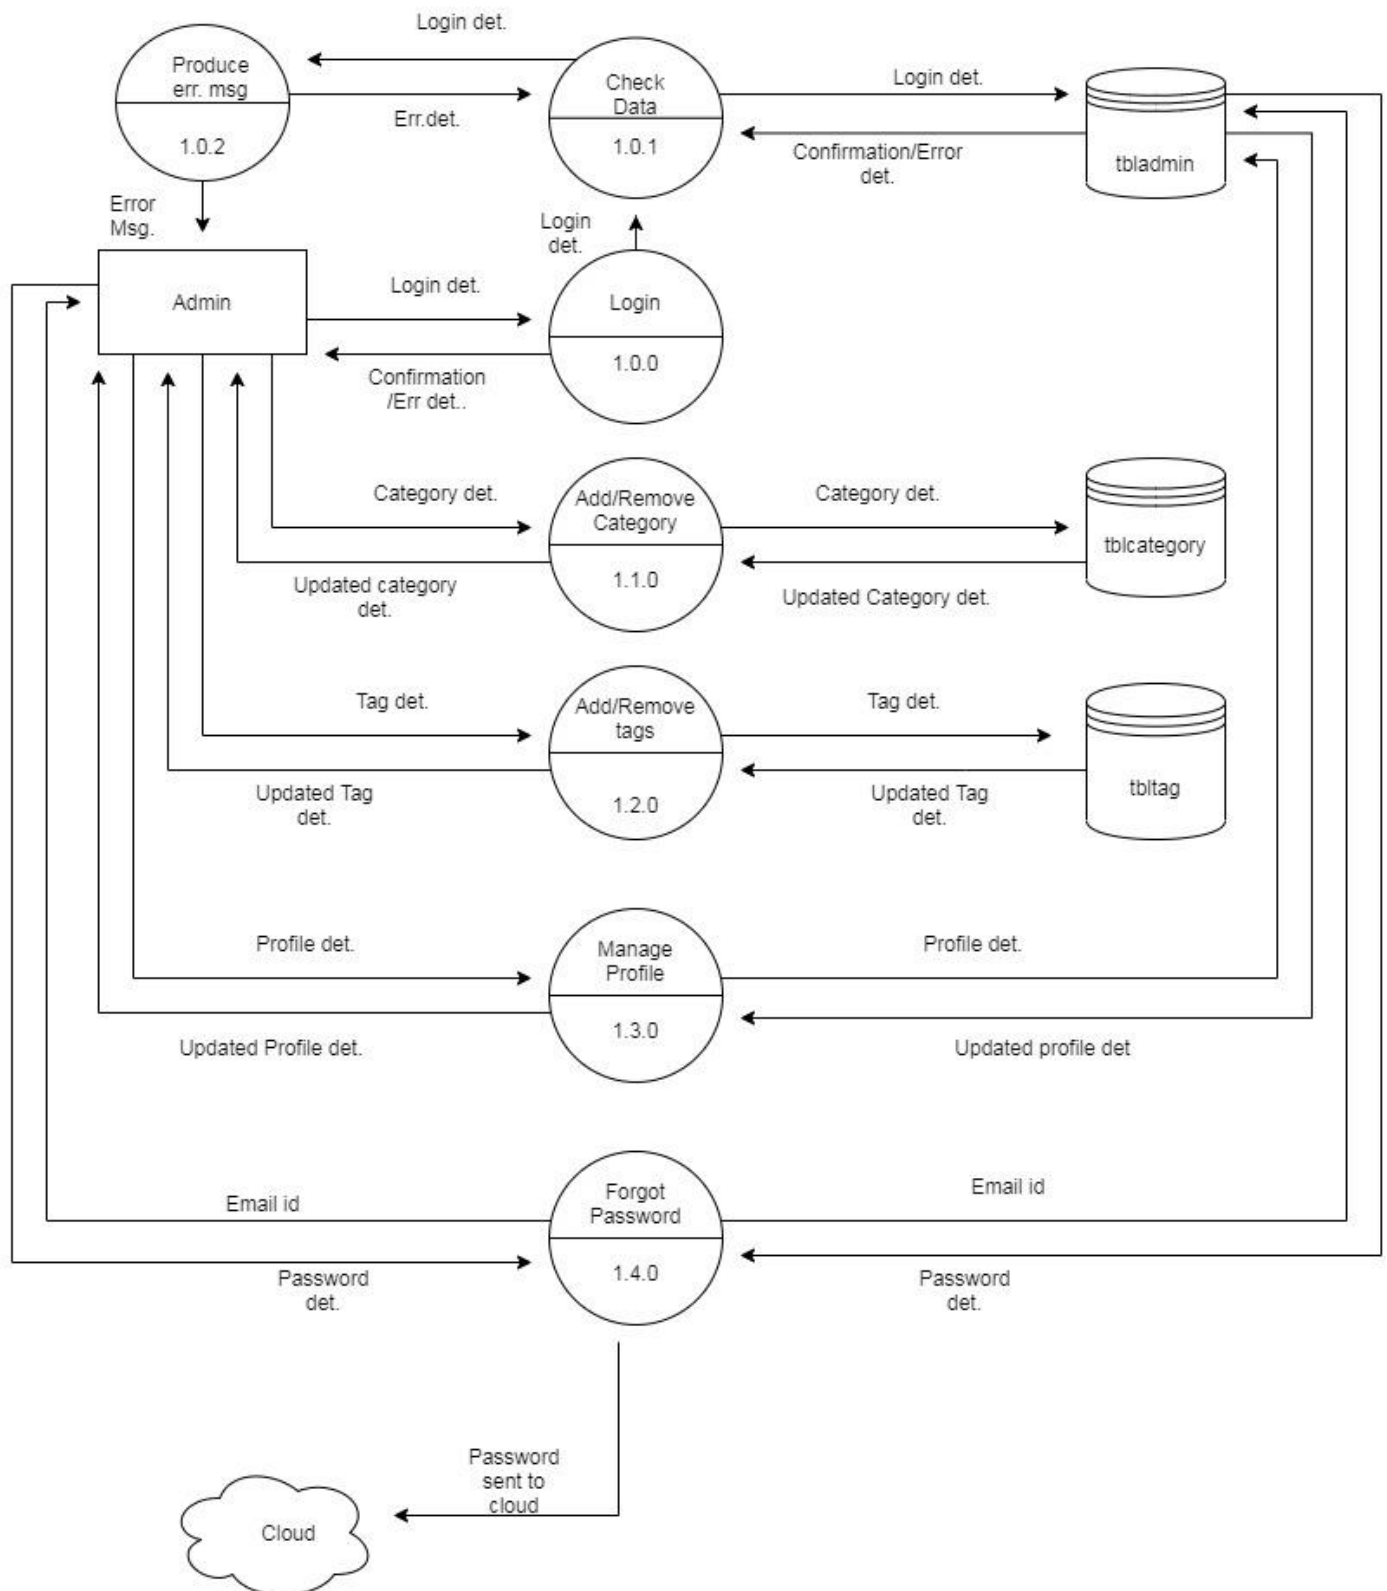 Login det.
Produce
err. msg
1.0.2
Err.det.
Check
Data
1.0.1
Login det.
Confirmation/Error
det.
tbladmin
Error
Msg.
Login
det.
Admin
Login det.
Confirmation
/Err det..
Login
1.0.0
Category det.
Updated category
det.
Add/Remove
Category
1.1.0
Category det.
Updated Category det.
tblcategory
Tag det.
Updated Tag
det.
Add/Remove
tags
1.2.0
Tag det.
Updated Tag
det.
tbltag
Profile det.
Updated Profile det.
Manage
Profile
1.3.0
Profile det.
Updated profile det
Email id
Password
det.
Forgot
Password
1.4.0
Email id
Password
det.
Password
sent to
cloud
Cloud